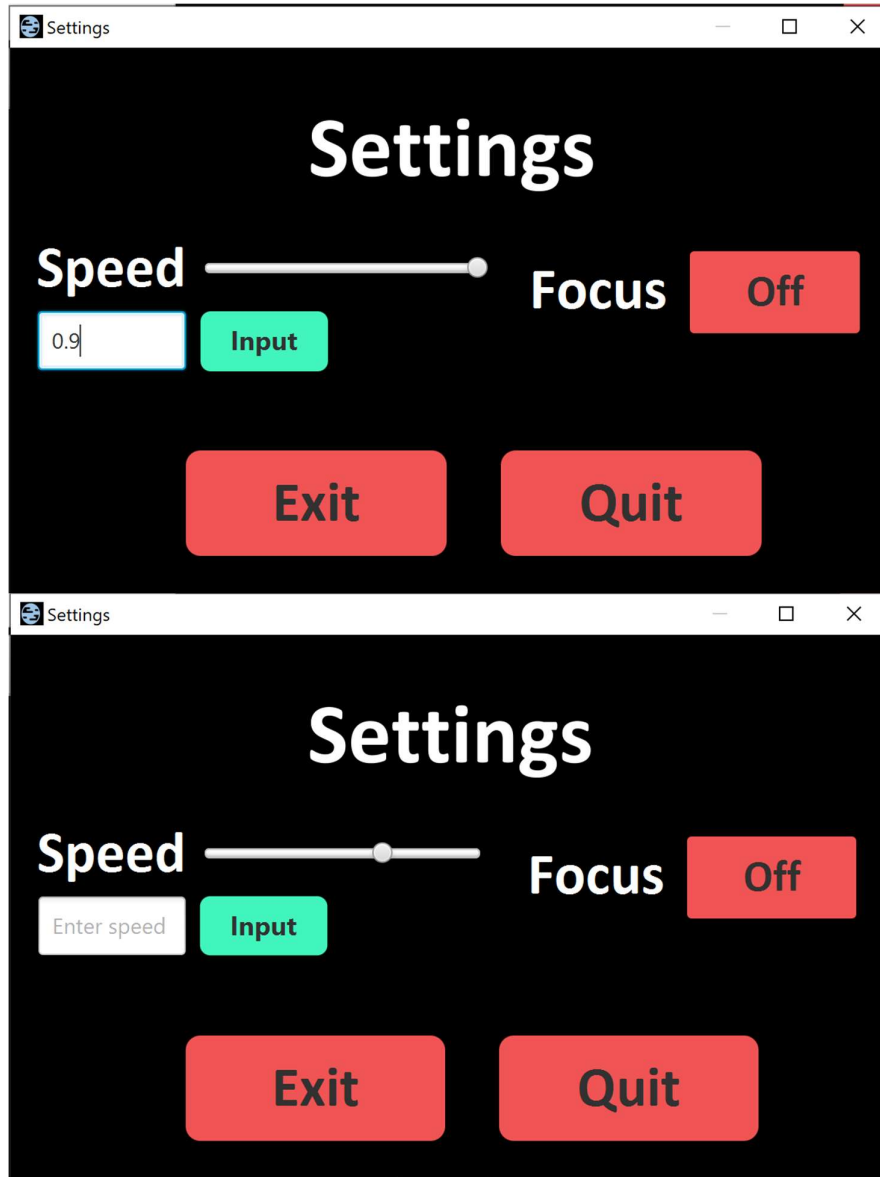 Settings
Settings
Speed
Focus
Off
0.9
Input
Exit
Quit
Settings
Settings
Speed
Focus
Off
Enter speed
Input
Exit
Quit